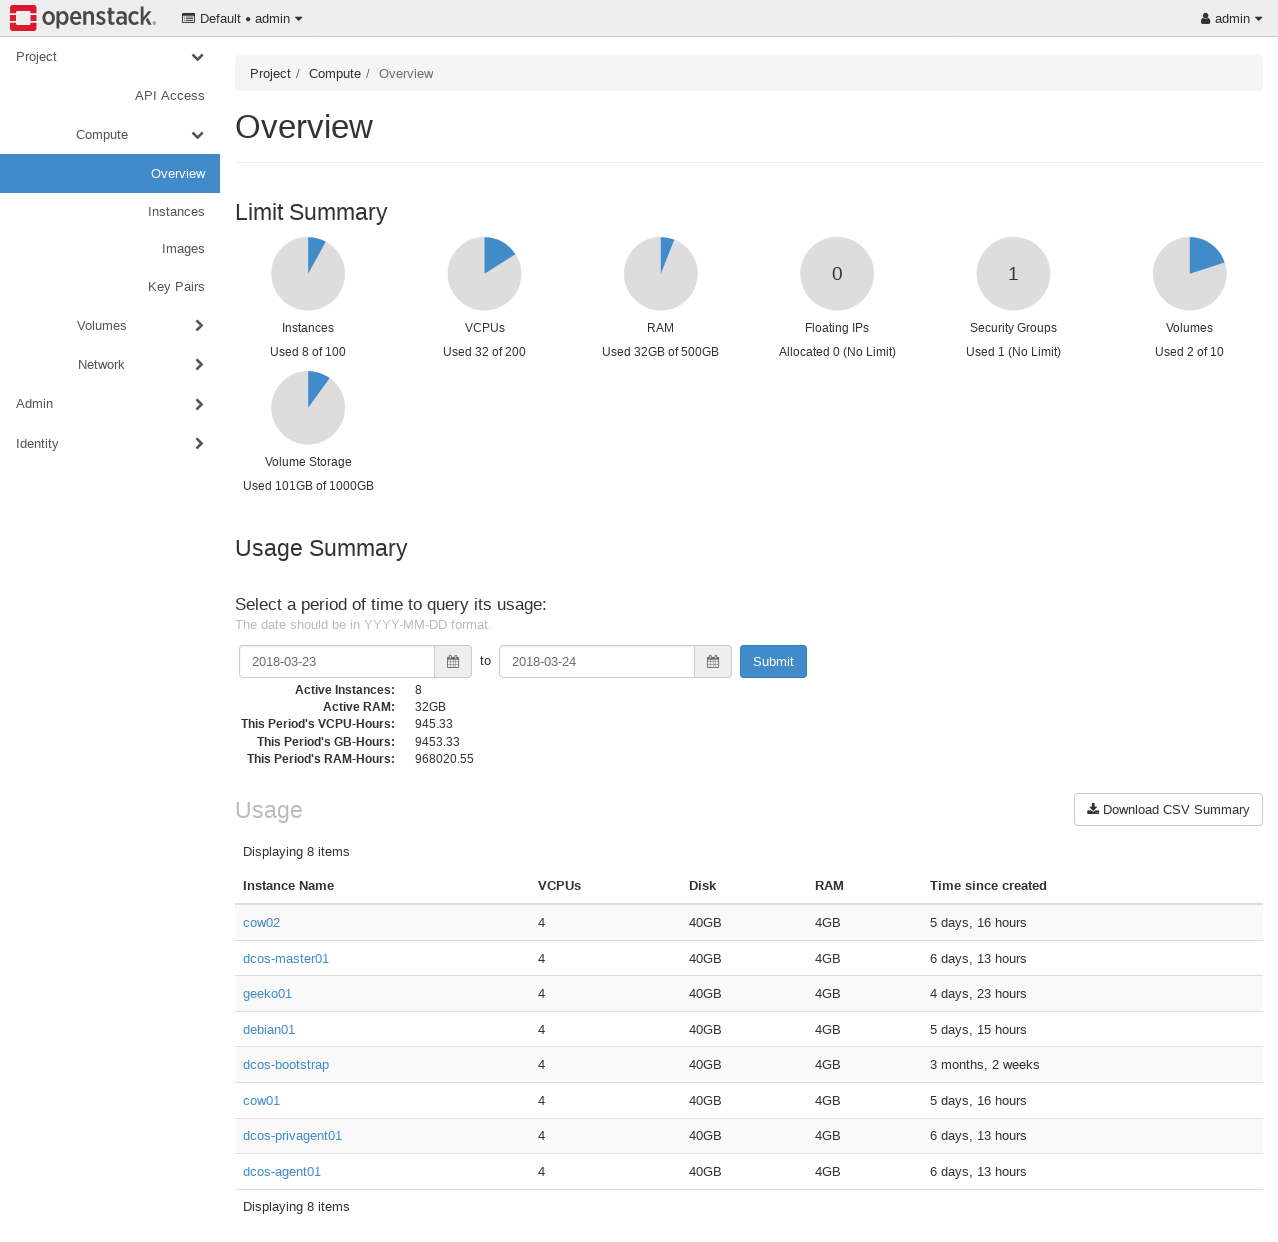 openstack. Default • admin admin
Project
API Access
Compute
Overview
Instances
Images
Key Pairs
Volumes
Network
Admin
Identity
Project / Compute / Overview
Overview
Limit Summary
0 1
Instances VCPUs RAM Floating IPs Security Groups Volumes
Used 8 of 100 Used 32 of 200 Used 32GB of 500GB Allocated 0 (No Limit) Used 1 (No Limit) Used 2 of 10
Volume Storage
Used 101GB of 1000GB
Usage Summary
Select a period of time to query its usage:
The date should be in YYYY-MM-DD format.
2018-03-23 to 2018-03-24 Submit
Active Instances: 8
Active RAM: 32GB
This Period's VCPU-Hours: 945.33
This Period's GB-Hours: 9453.33
This Period's RAM-Hours: 968020.55
Usage Download CSV Summary
Displaying 8 items
Instance Name VCPUs Disk RAM Time since created
cow02 4 40GB 4GB 5 days, 16 hours
dcos-master01 4 40GB 4GB 6 days, 13 hours
geeko01 4 40GB 4GB 4 days, 23 hours
debian01 4 40GB 4GB 5 days, 15 hours
dcos-bootstrap 4 40GB 4GB 3 months, 2 weeks
cow01 4 40GB 4GB 5 days, 16 hours
dcos-privagent01 4 40GB 4GB 6 days, 13 hours
dcos-agent01 4 40GB 4GB 6 days, 13 hours
Displaying 8 items